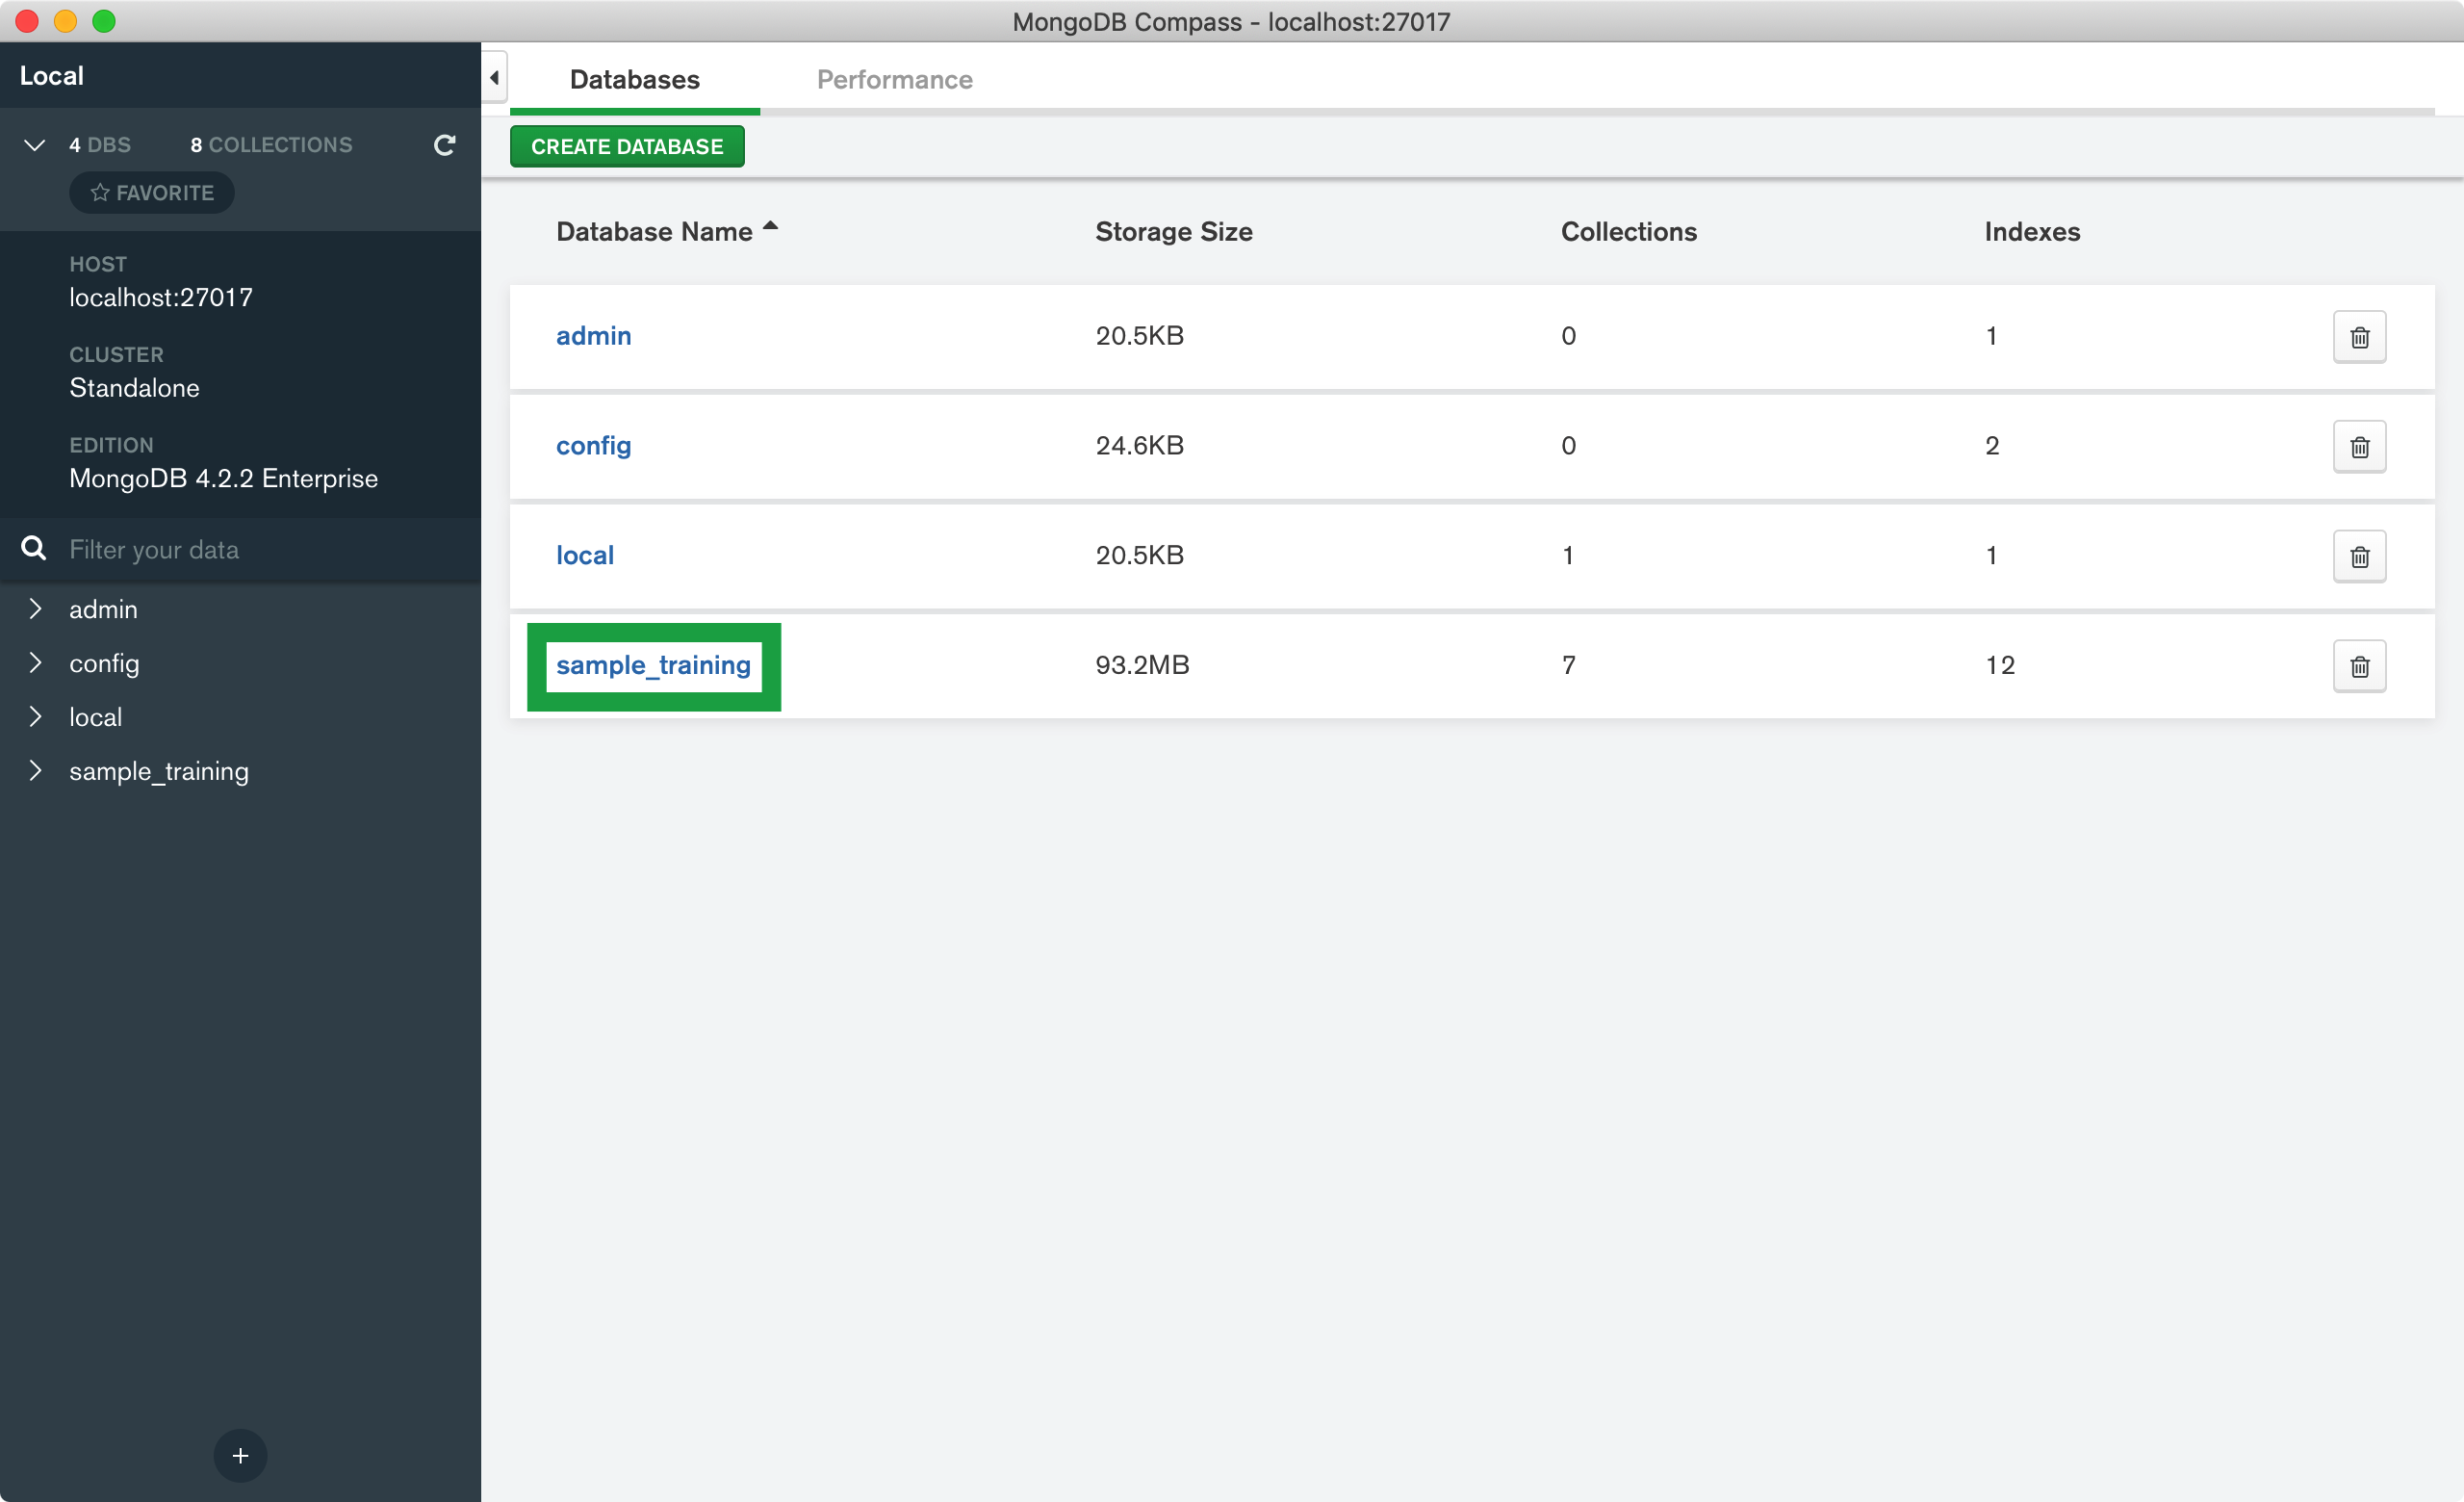 MongoDB Compass - localhost:27017
Local
4 DBS 8 COLLECTIONS
FAVORITE
HOST
localhost:27017
CLUSTER
Standalone
EDITION
MongoDB 4.2.2 Enterprise
Filter your data
admin
config
local
sample_training
+
Databases Performance
CREATE DATABASE
Database Name Storage Size Collections Indexes
admin 20.5KB 0 1
config 24.6KB 0 2
local 20.5KB 1 1
sample_training 93.2MB 7 12